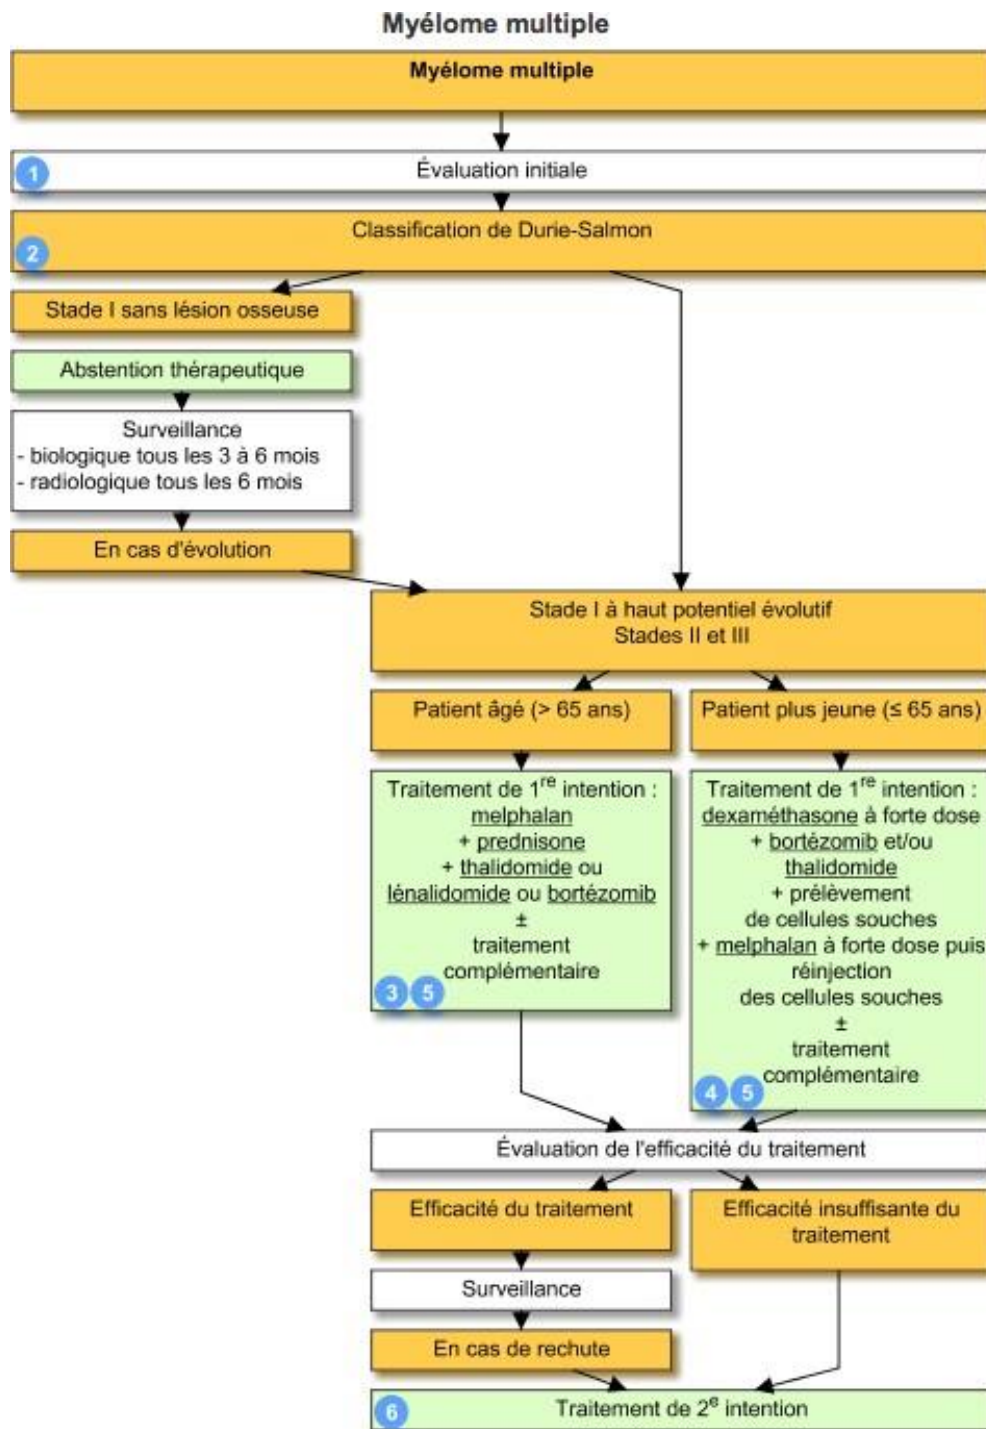 Myélome multiple
Myélome multiple
1
Évaluation initiale
Classification de Durie-Salmon
2
Stade I sans lésion osseuse
Abstention thérapeutique
Surveillance
- biologique tous les 3 à 6 mois
- radiologique tous les 6 mois
En cas d'évolution
Stade I à haut potentiel évolutif
Stades II et III
Patient âgé (> 65 ans)
Traitement de 1re intention :
melphalan
+ prednisone
+ thalidomide ou
lénalidomide ou bortézomib
±
traitement
complémentaire
3 5
Patient plus jeune (≤ 65 ans)
Traitement de 1re intention :
dexaméthasone à forte dose
+ bortézomib et/ou
thalidomide
+ prélèvement
de cellules souches
+ melphalan à forte dose puis
réinjection
des cellules souches
±
traitement
complémentaire
4 5
Évaluation de l'efficacité du traitement
Efficacité du traitement
Surveillance
En cas de rechute
Efficacité insuffisante du
traitement
6
Traitement de 2e intention